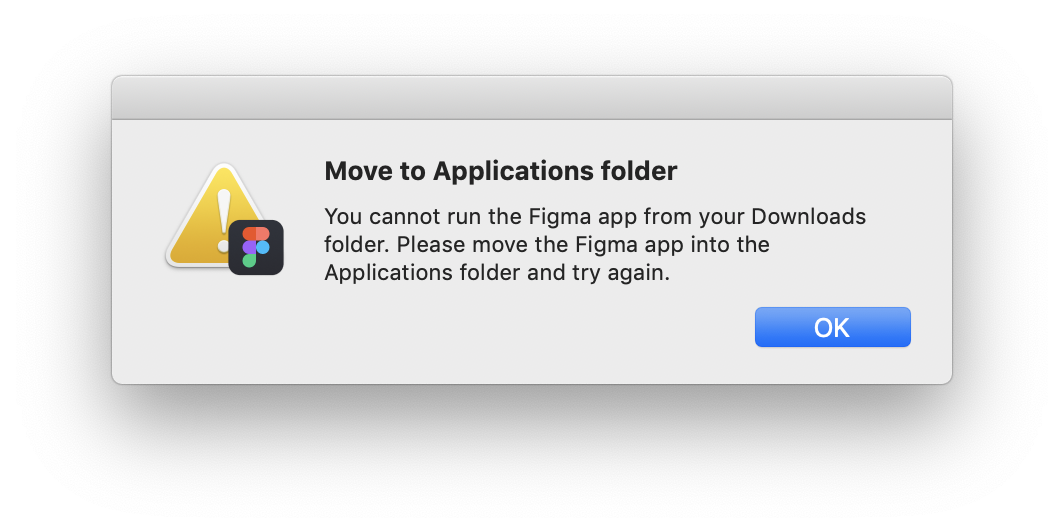 Move to Applications folder
You cannot run the Figma app from your Downloads
folder. Please move the Figma app into the
Applications folder and try again.
OK